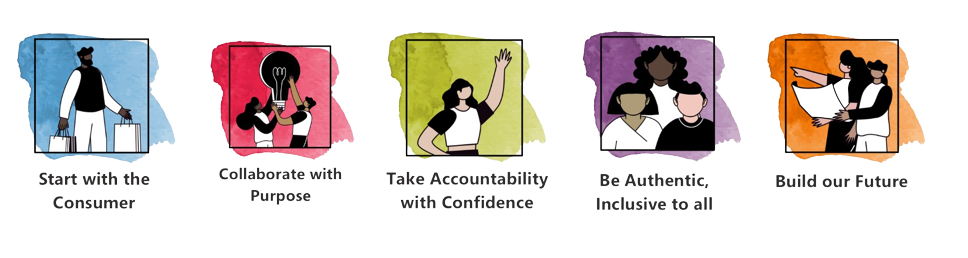 Start with the
Consumer
Collaborate with
Purpose
Take Accountability
with Confidence
Be Authentic,
Inclusive to all
Build our Future